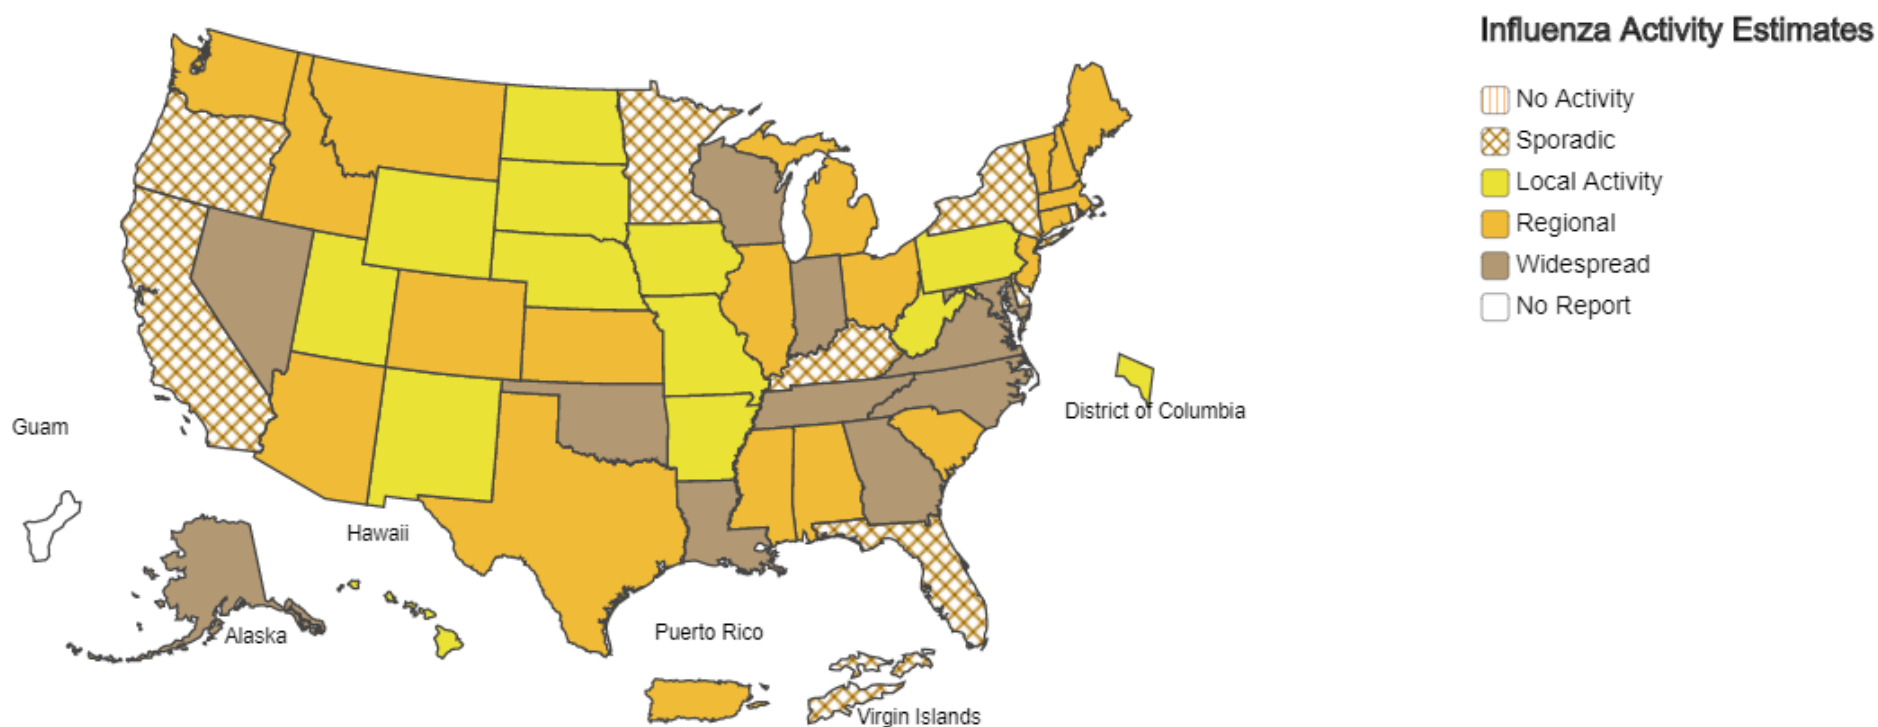 Influenza Activity Estimates
No Activity
Sporadic
Local Activity
Regional
Widespread
No Report
District of Columbia
Guam
Hawaii
Alaska
Puerto Rico
Virgin Islands